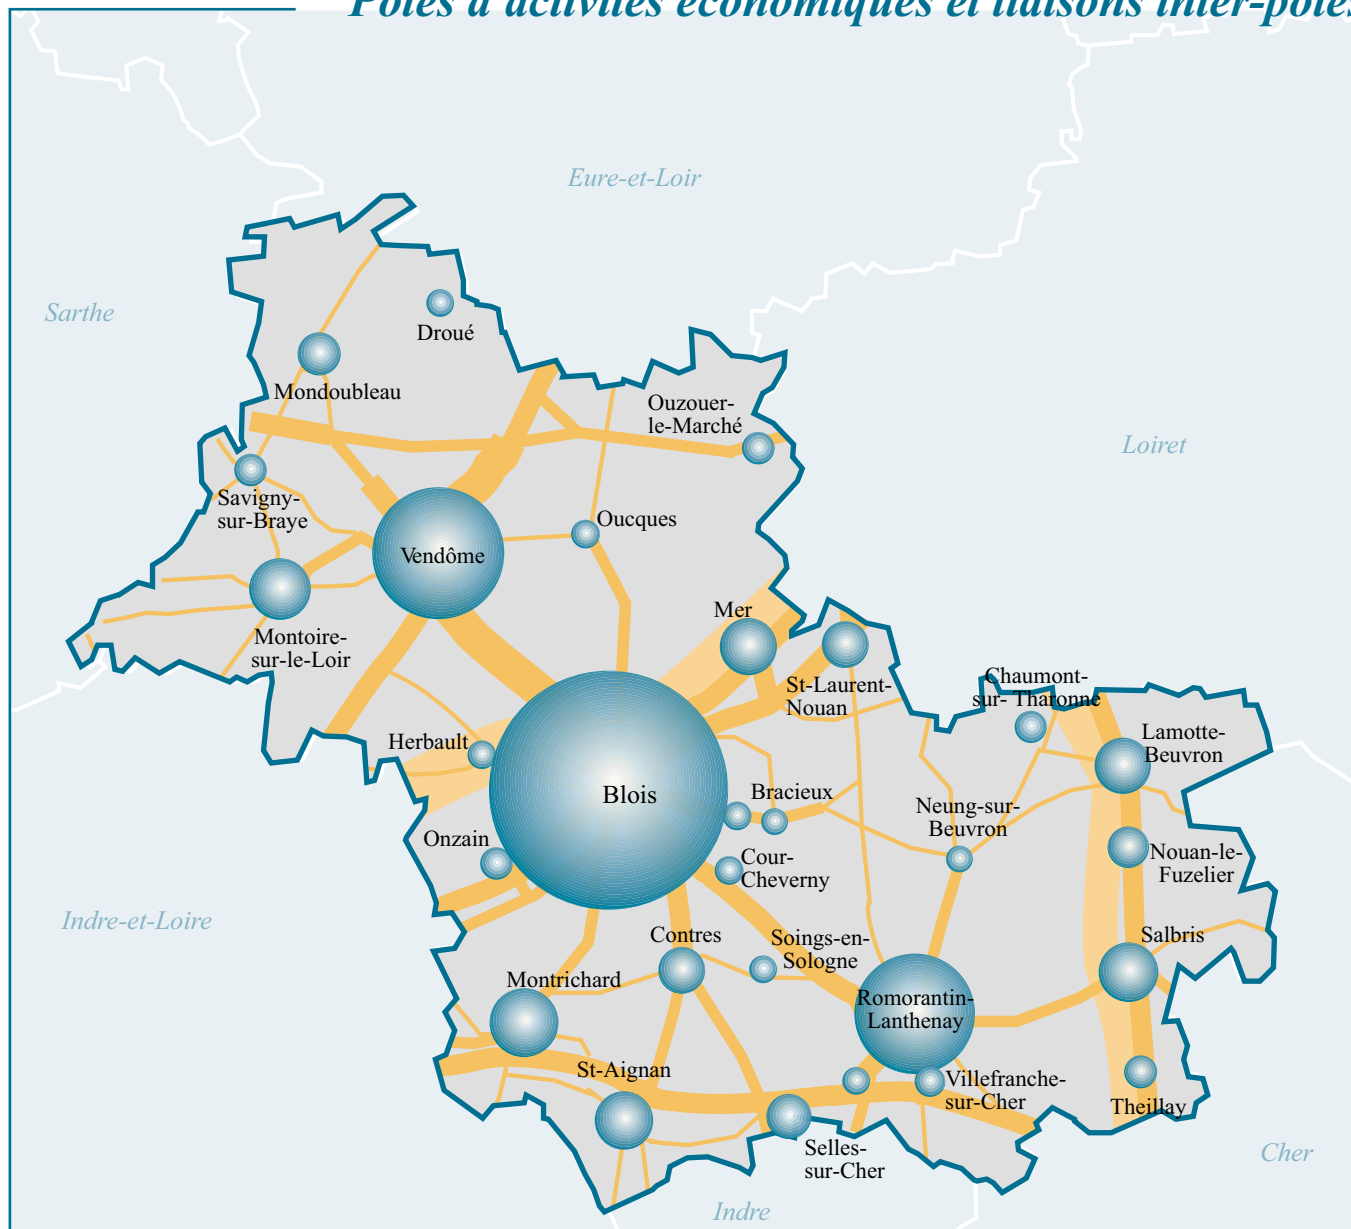 Pôles d'activités économiques et liaisons inter-pôles
Eure-et-Loir
Sarthe
Droué
Mondoubleau
Ouzouer-
le-Marché
Loiret
Savigny-
sur-Braye
Oucques
Vendôme
Mer
Montoire-
sur-le-Loir
St-Laurent-
Nouan
Chaumont-
sur- Tharonne
Herbault
Lamotte-
Beuvron
Blois
Bracieux
Neung-sur-
Beuvron
Onzain
Cour-
Cheverny
Nouan-le-
Fuzelier
Indre-et-Loire
Contres
Soings-en-
Sologne
Salbris
Montrichard
Romorantin-
Lanthenay
St-Aignan
Villefranche-
sur-Cher
Theillay
Selles-
sur-Cher
Cher
Indre